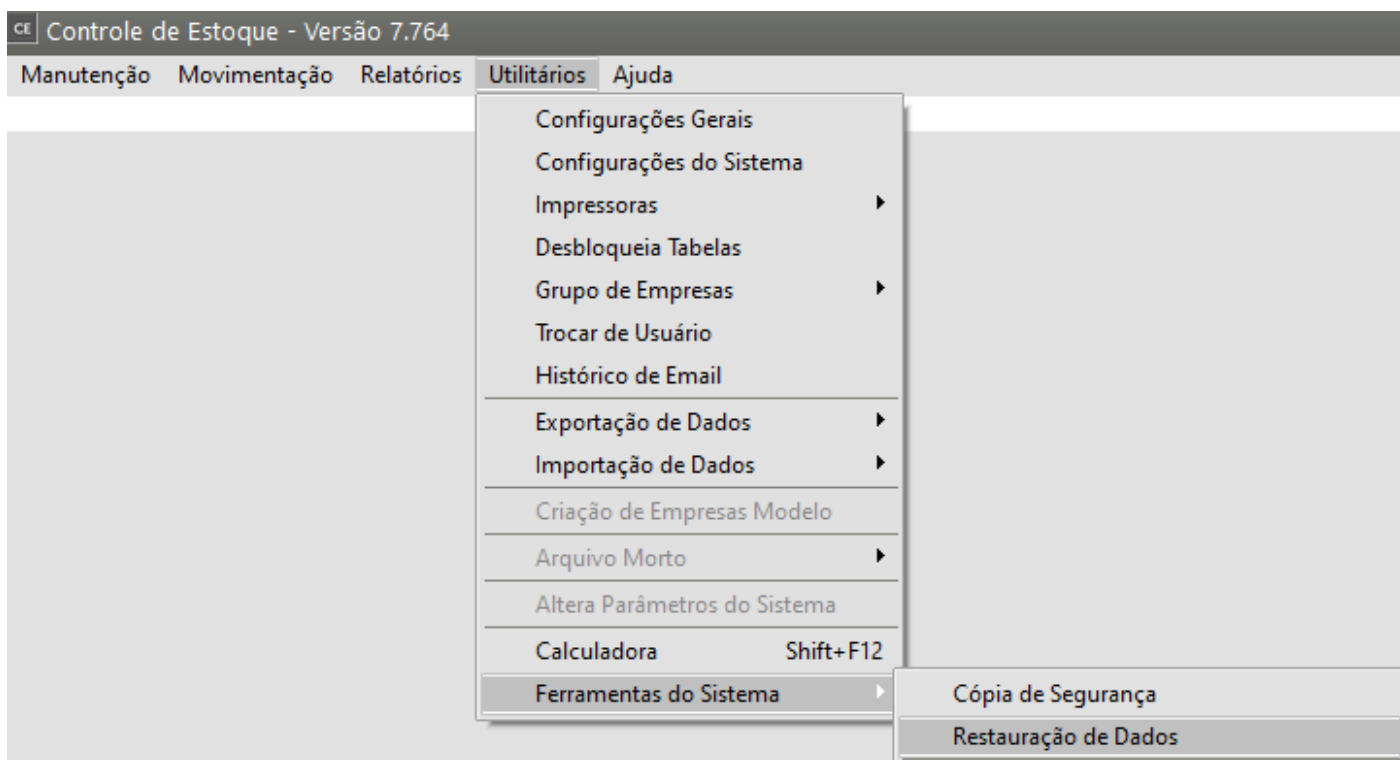 CE Controle de Estoque - Versão 7.764
Manutenção Movimentação Relatórios Utilitários Ajuda
Configurações Gerais
Configurações do Sistema
Impressoras
Desbloqueia Tabelas
Grupo de Empresas
Trocar de Usuário
Histórico de Email
Exportação de Dados
Importação de Dados
Criação de Empresas Modelo
Arquivo Morto
Altera Parâmetros do Sistema
Calculadora Shift+F12
Ferramentas do Sistema
Cópia de Segurança
Restauração de Dados